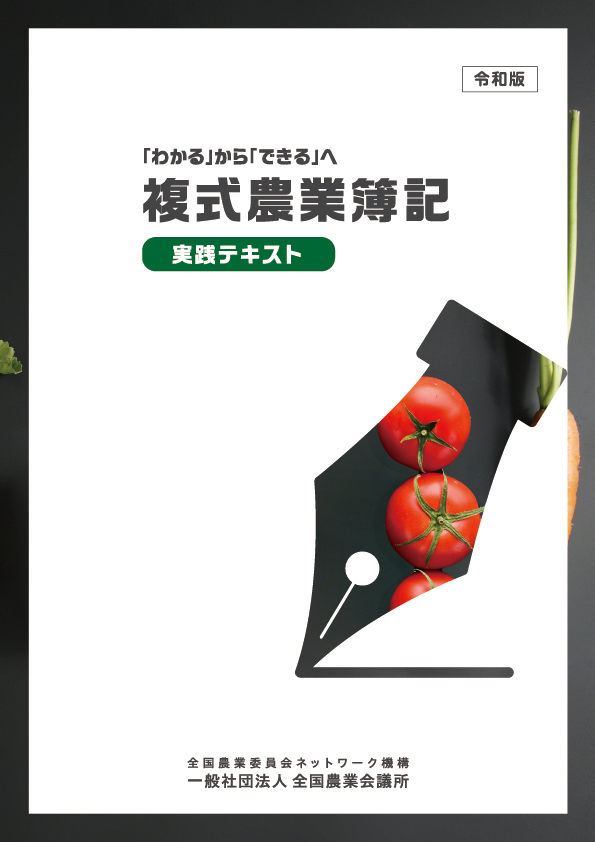 令和版
「わかる」から「できる」へ
複式農業簿記
実践テキスト
全国農業委員会ネットワーク機構
一般社団法人 全国農業会議所